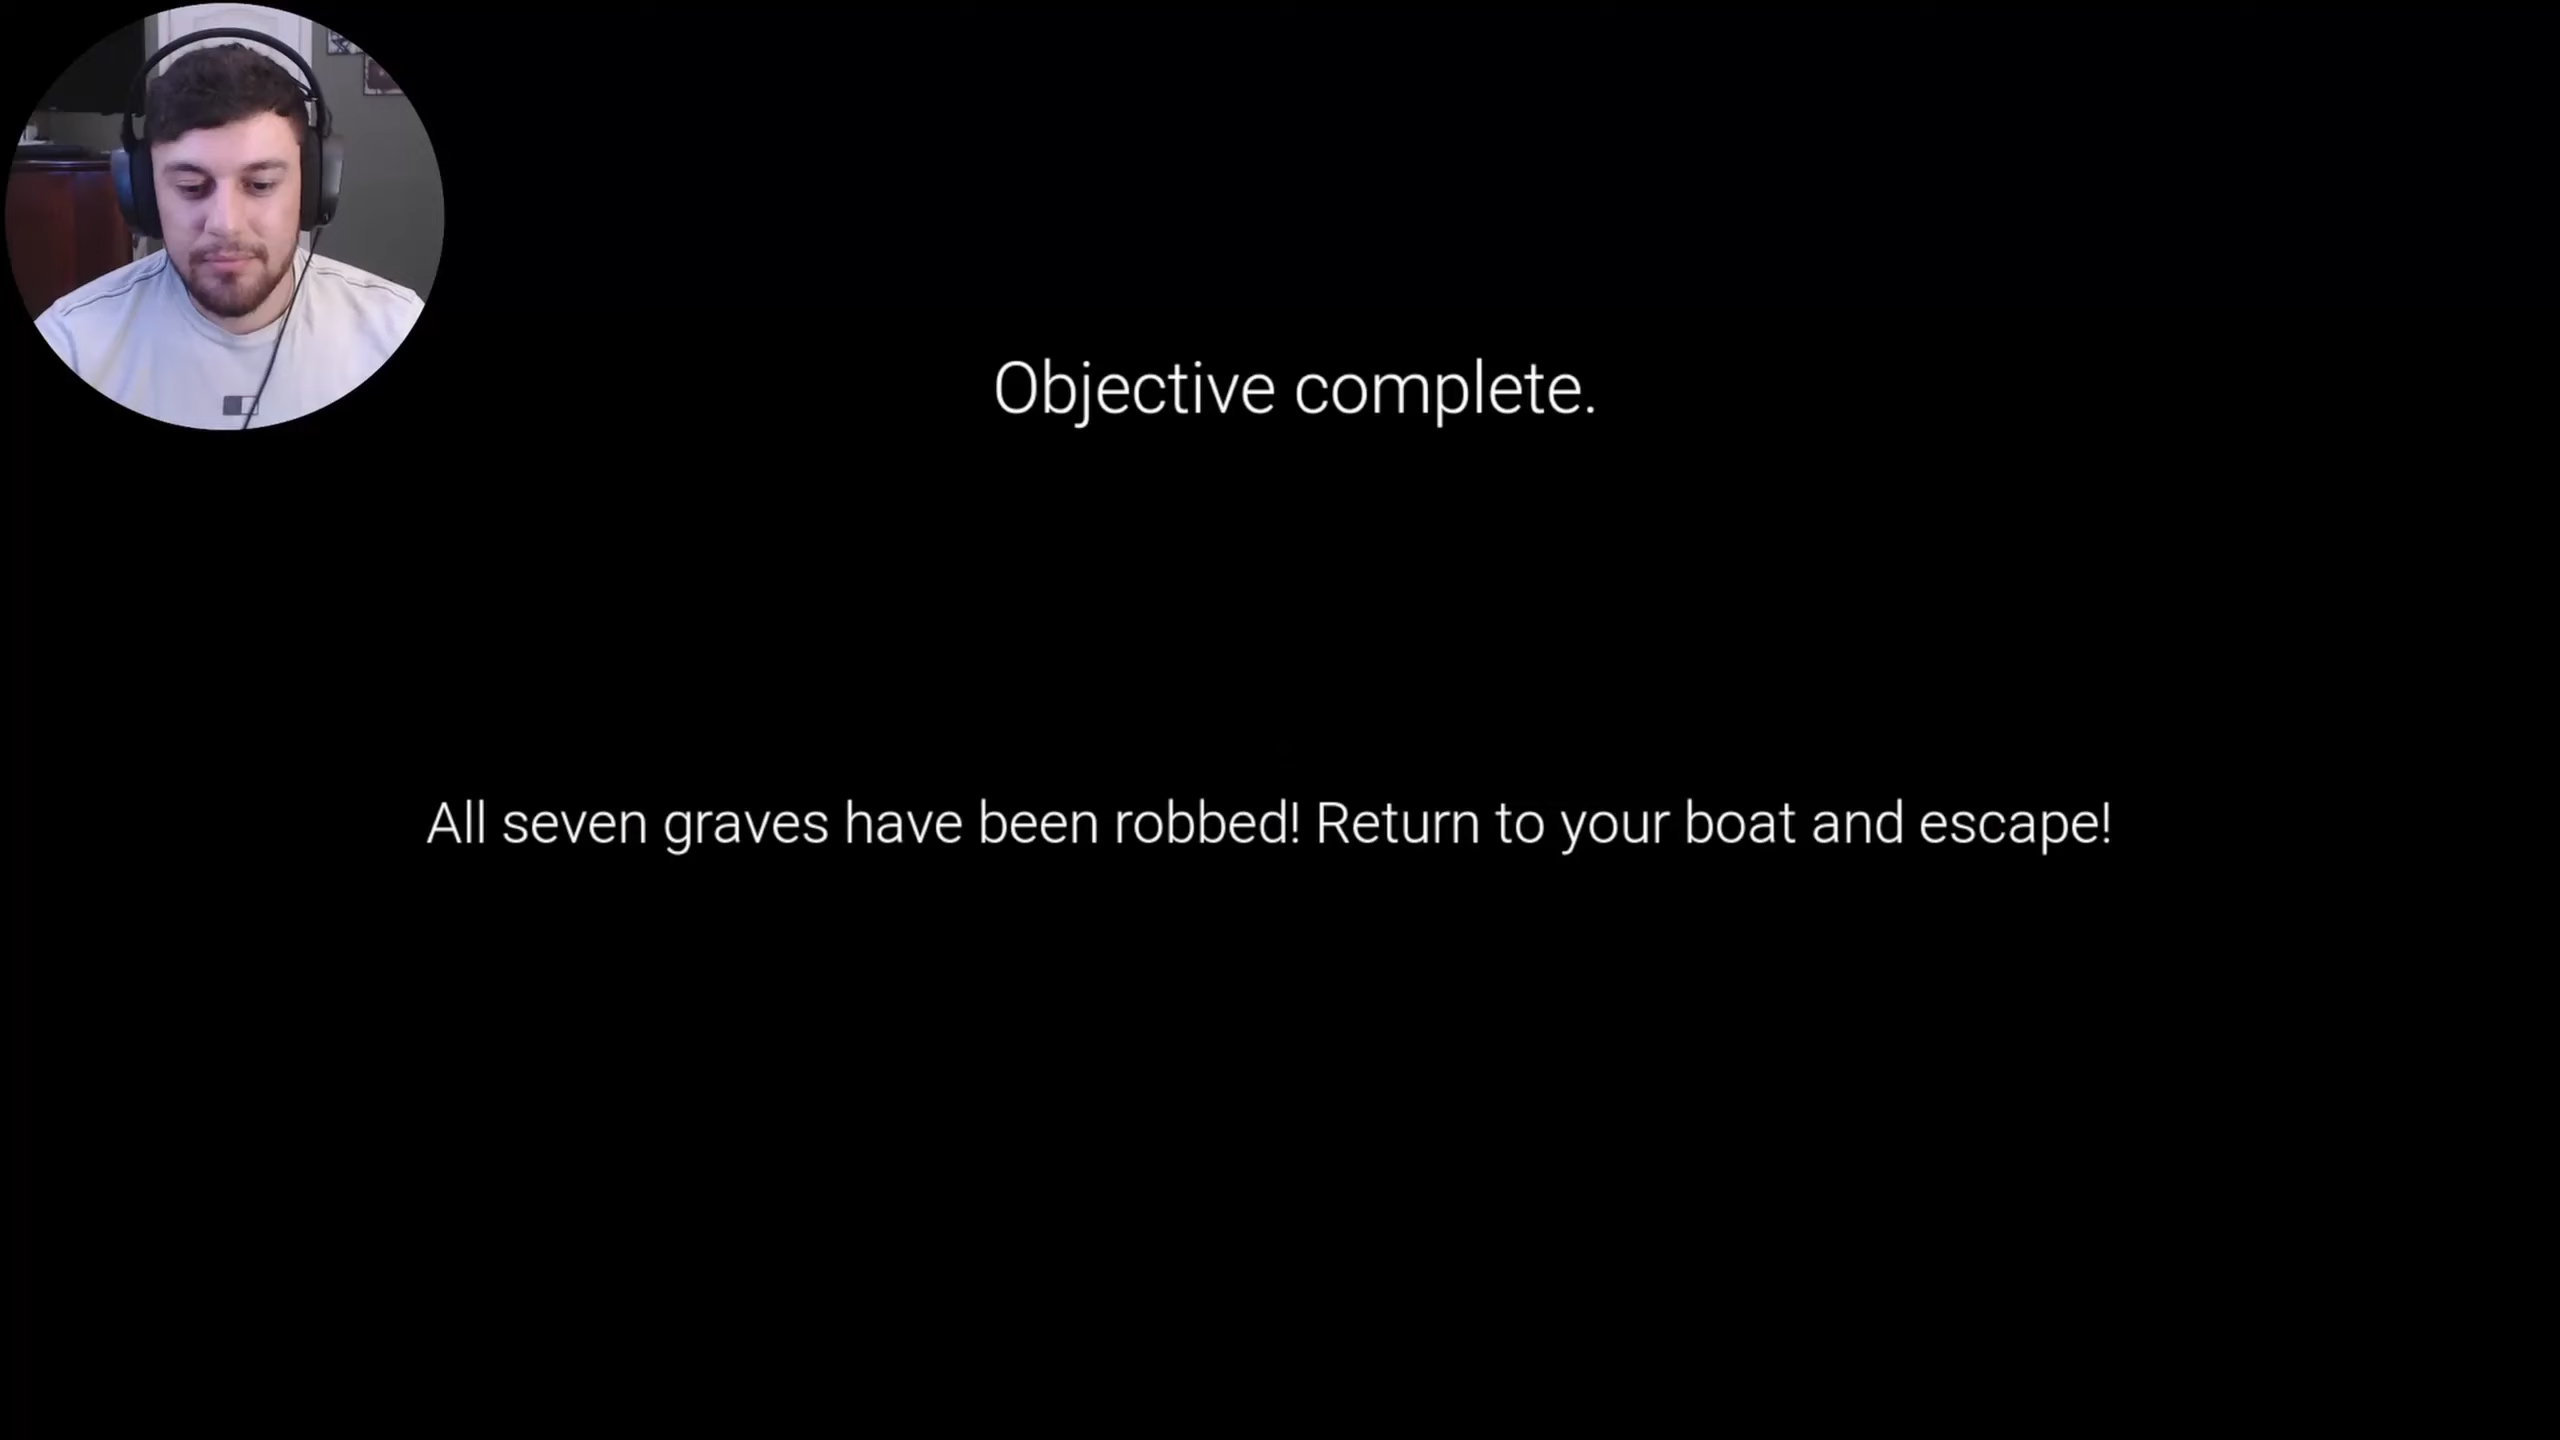 Objective complete.
All seven graves have been robbed! Return to your boat and escape!